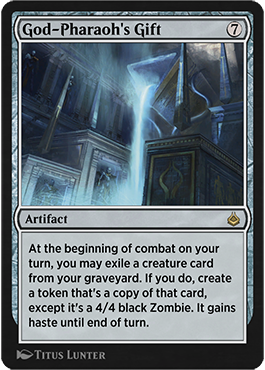 God-Pharaoh's Gift 7
Artifact
At the beginning of combat on your
turn, you may exile a creature card
from your graveyard. If you do, create
a token that's a copy of that card,
except it's a 4/4 black Zombie. It gains
haste until end of turn.
Titus Lunter